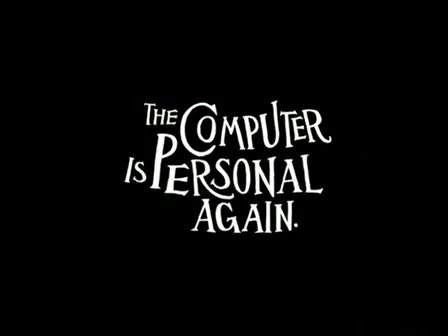 THE COMPUTER
IS PERSONAL
AGAIN.